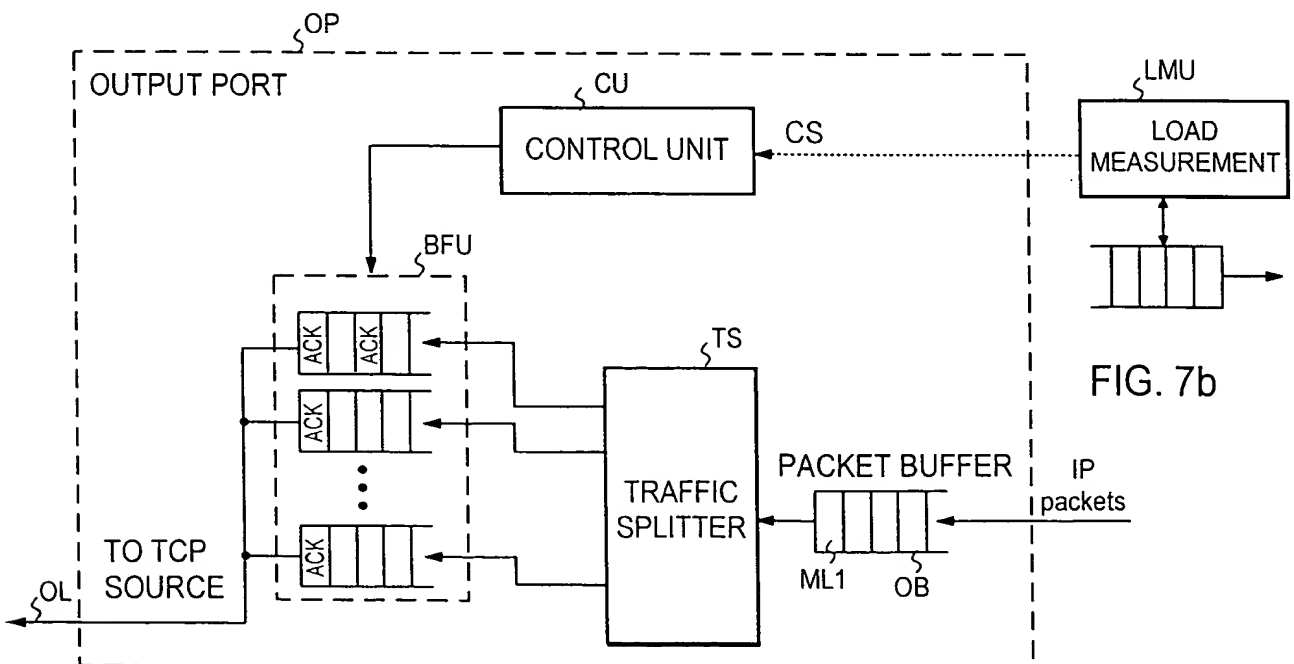 OP
OUTPUT PORT
CU
CONTROL UNIT
CS
LMU
LOAD
MEASUREMENT
BFU
ACK
ACK
TS
FIG. 7b
ACK
PACKET BUFFER
IP
packets
TRAFFIC
SPLITTER
ML1
OB
ACK
TO TCP
SOURCE
OL